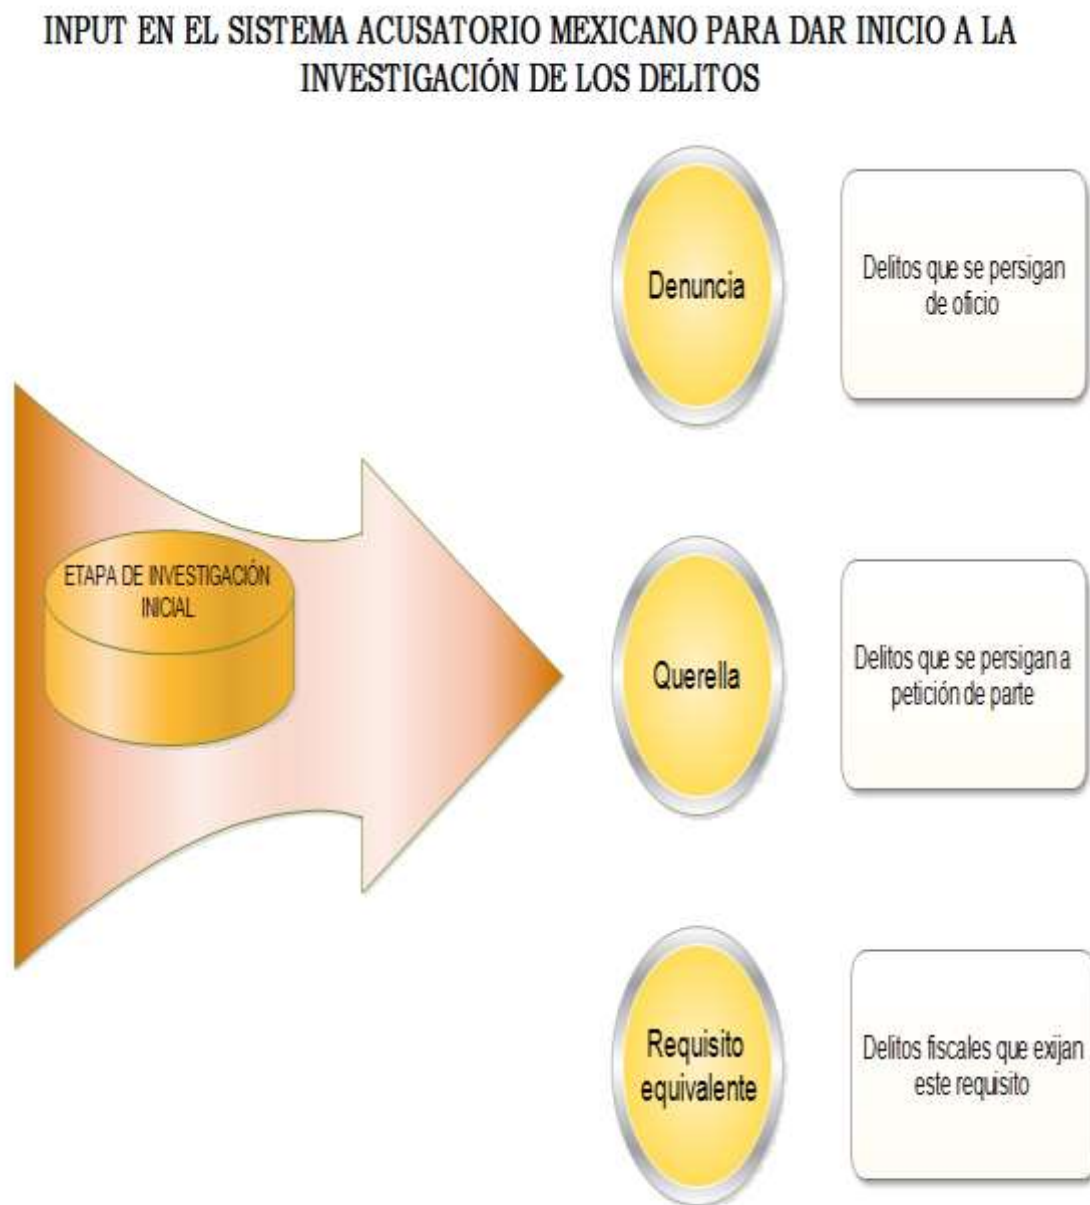 INPUT EN EL SISTEMA ACUSATORIO MEXICANO PARA DAR INICIO A LA
INVESTIGACIÓN DE LOS DELITOS
Denuncia
Delitos que se persigan
de oficio
ETAPA DE INVESTIGACIÓN
INICIAL
Querella
Delitos que se persigan a
petición de parte
Requisito
equivalente
Delitos fiscales que exijan
este requisito